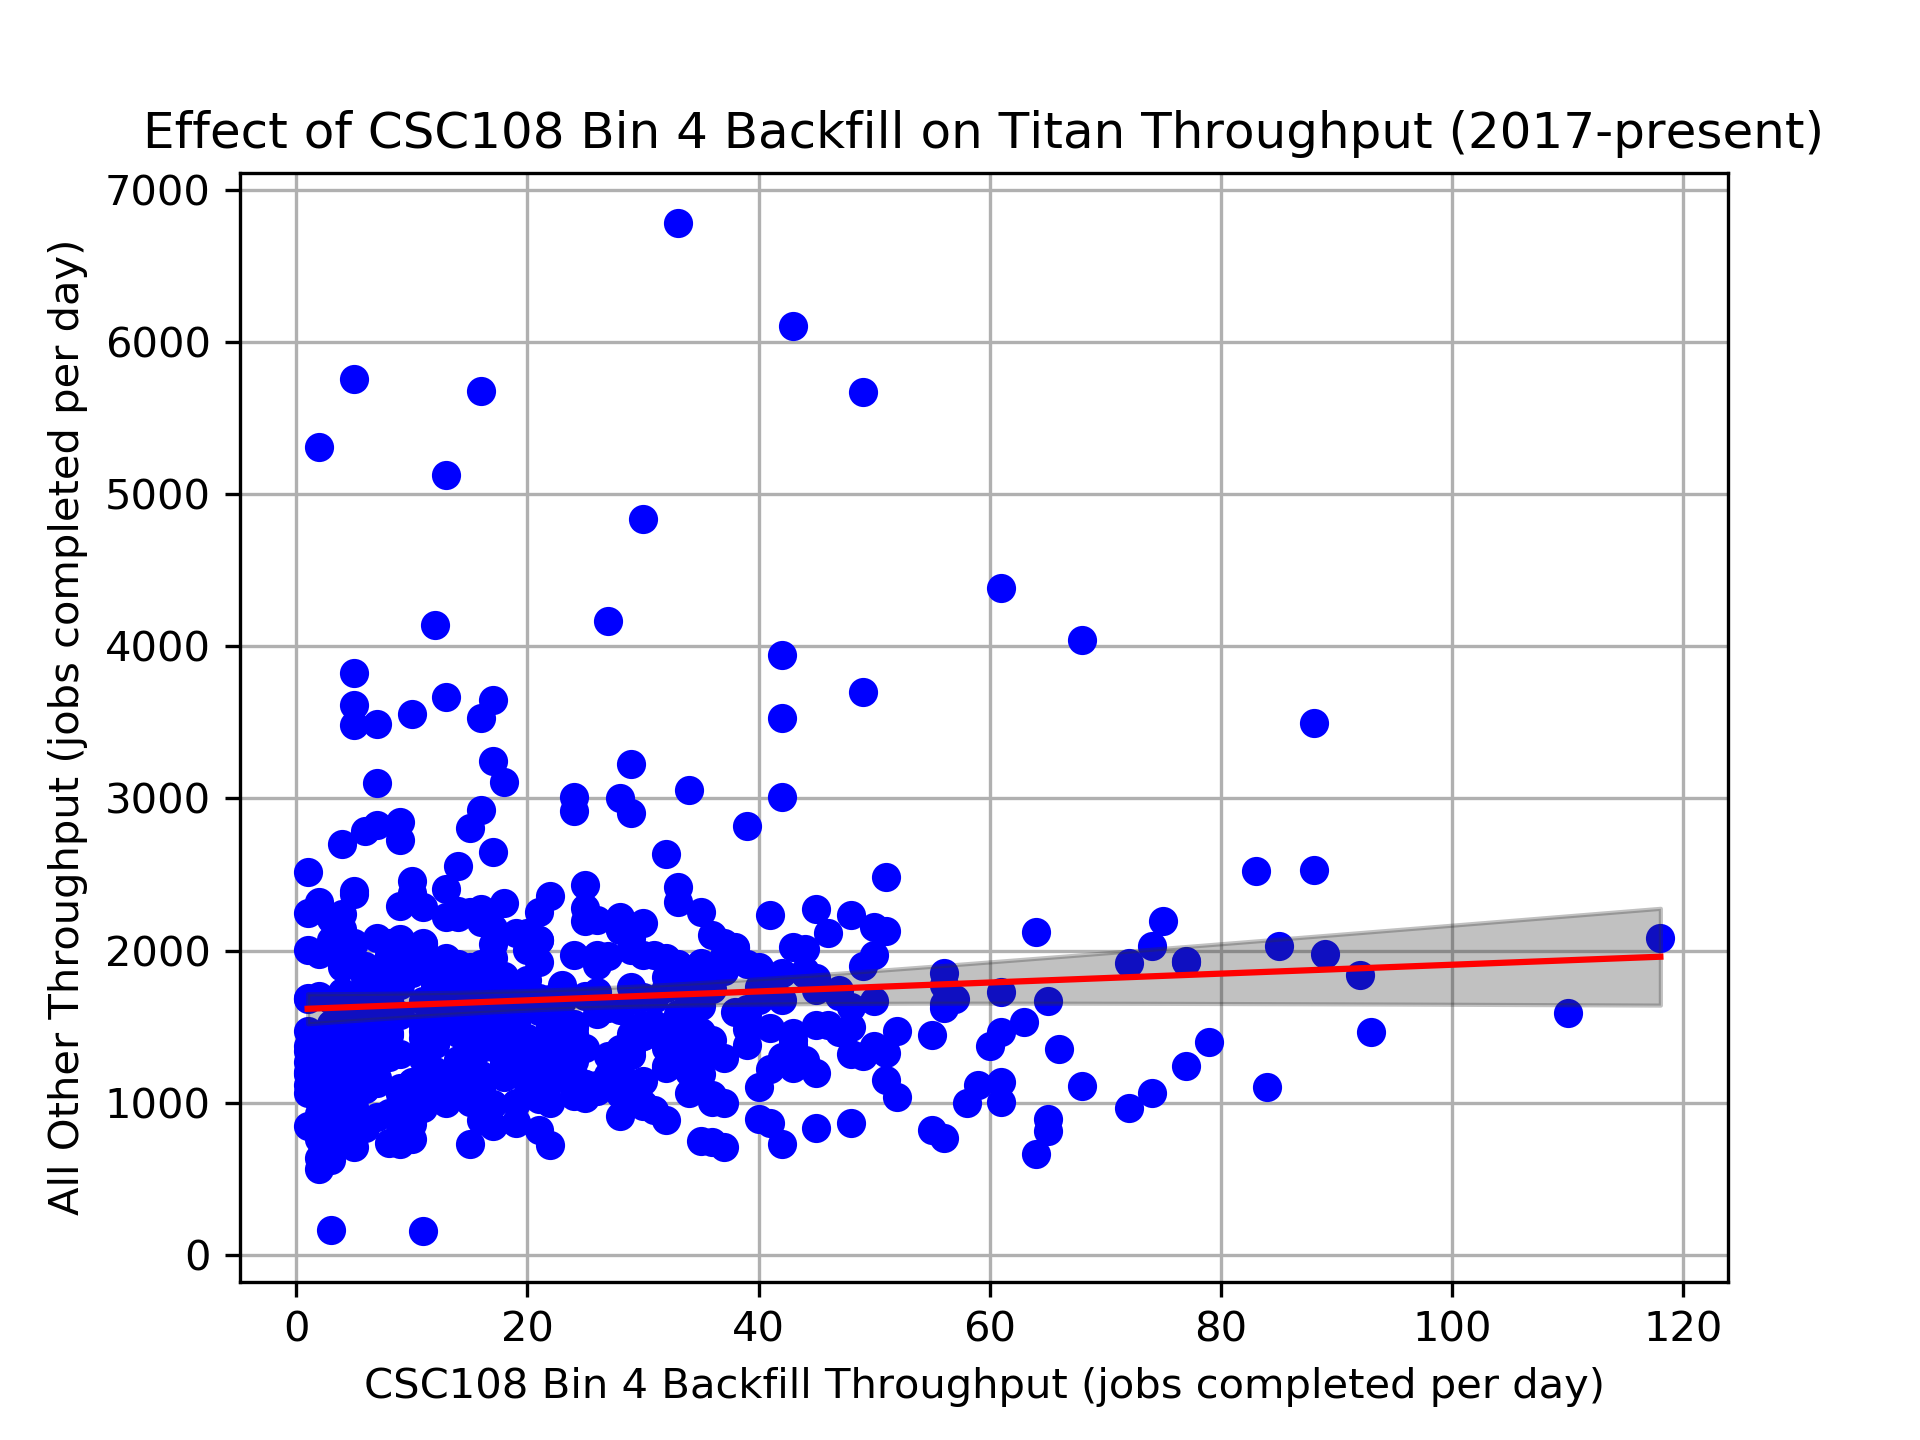 Effect of CSC108 Bin 4 Backfill on Titan Throughput (2017-present)
7000
6000
5000
4000
3000
2000
1000
0
All Other Throughput (jobs completed per day)
0 20 40 60 80 100 120
CSC108 Bin 4 Backfill Throughput (jobs completed per day)